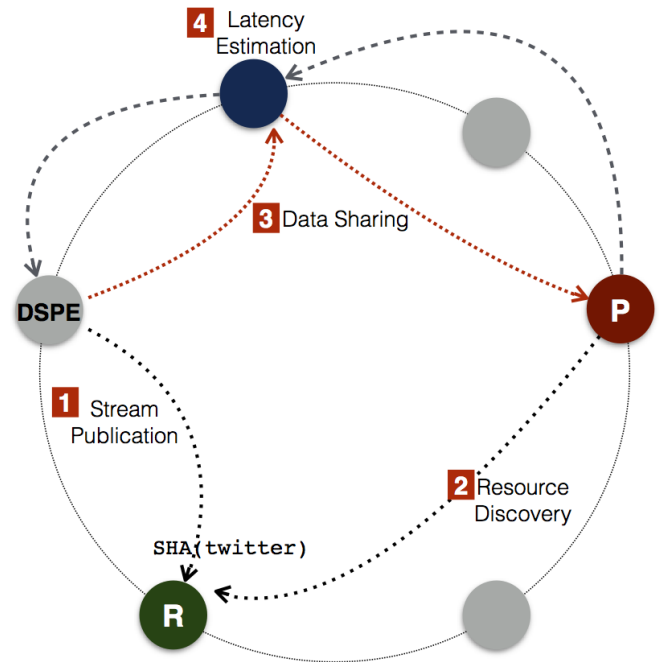 4 Latency
Estimation
3 Data Sharing
DSPE
P
1 Stream
Publication
2 Resource
Discovery
SHA(twitter)
R